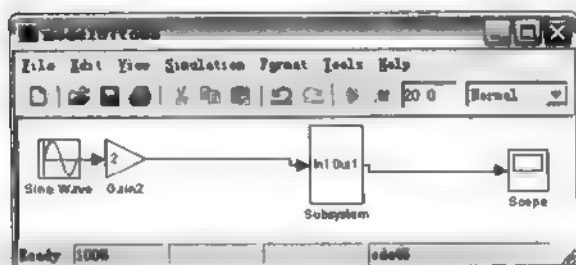 File Edit View Simulation Format Tools Help
20 0 Normal
2
In1 Out1
Sine Wave Gain2
Subsystem
Scope
Ready 100% ode45